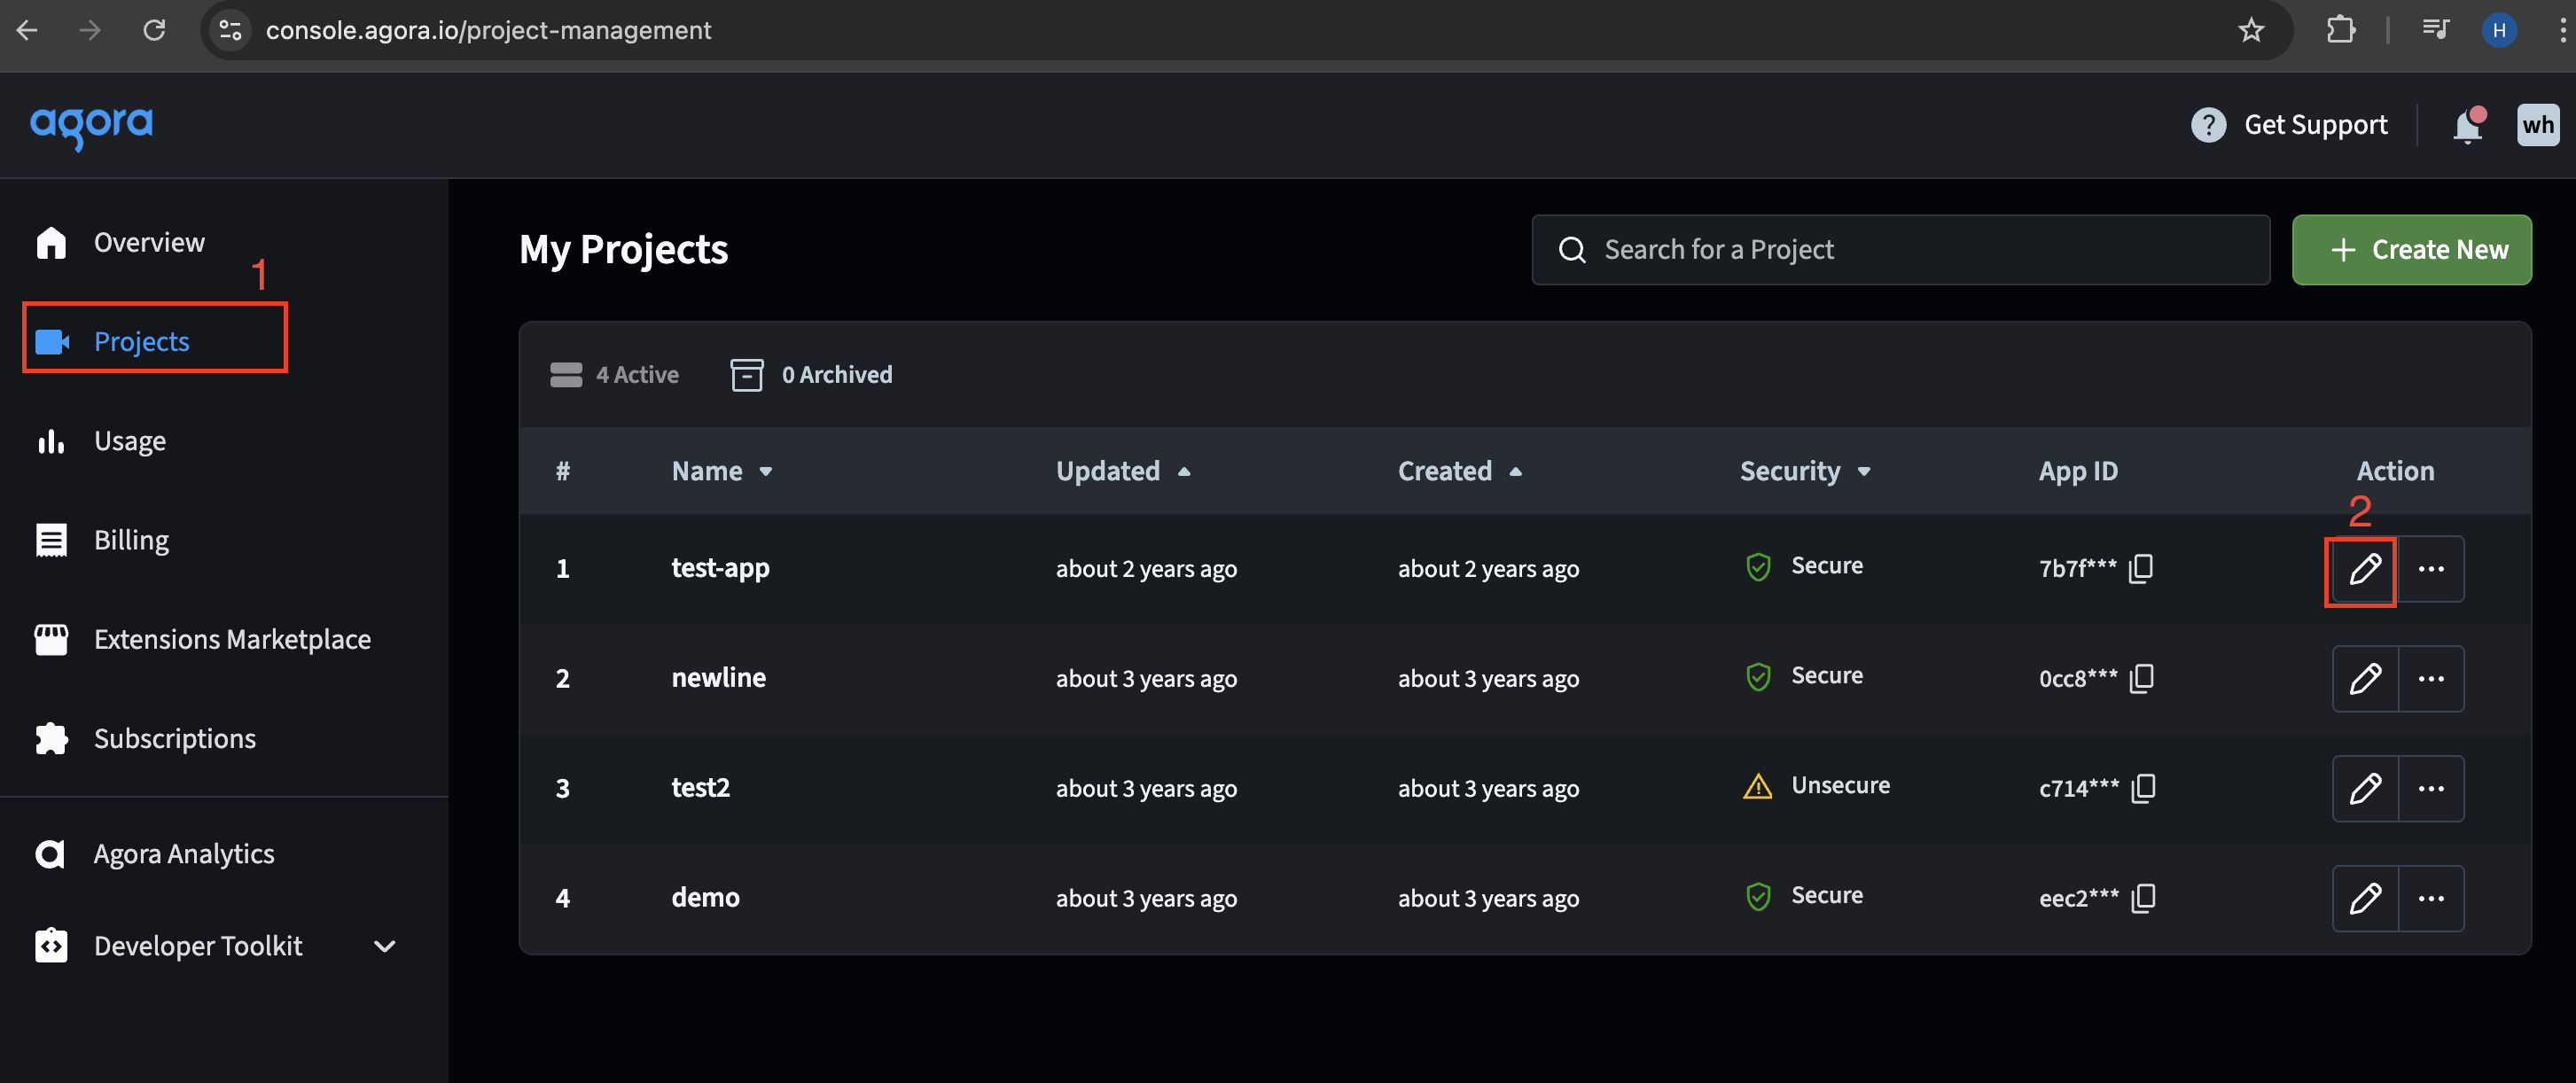 console.agora.io/project-management
H
agora
? Get Support
wh
Overview
1
Projects
Usage
Billing
Extensions Marketplace
Subscriptions
Agora Analytics
Developer Toolkit
My Projects
Search for a Project
+ Create New
4 Active
0 Archived
# Name Updated Created Security App ID Action
2
1 test-app about 2 years ago about 2 years ago Secure 7b7f***
2 newline about 3 years ago about 3 years ago Secure 0cc8***
3 test2 about 3 years ago about 3 years ago Unsecure c714***
4 demo about 3 years ago about 3 years ago Secure eec2***